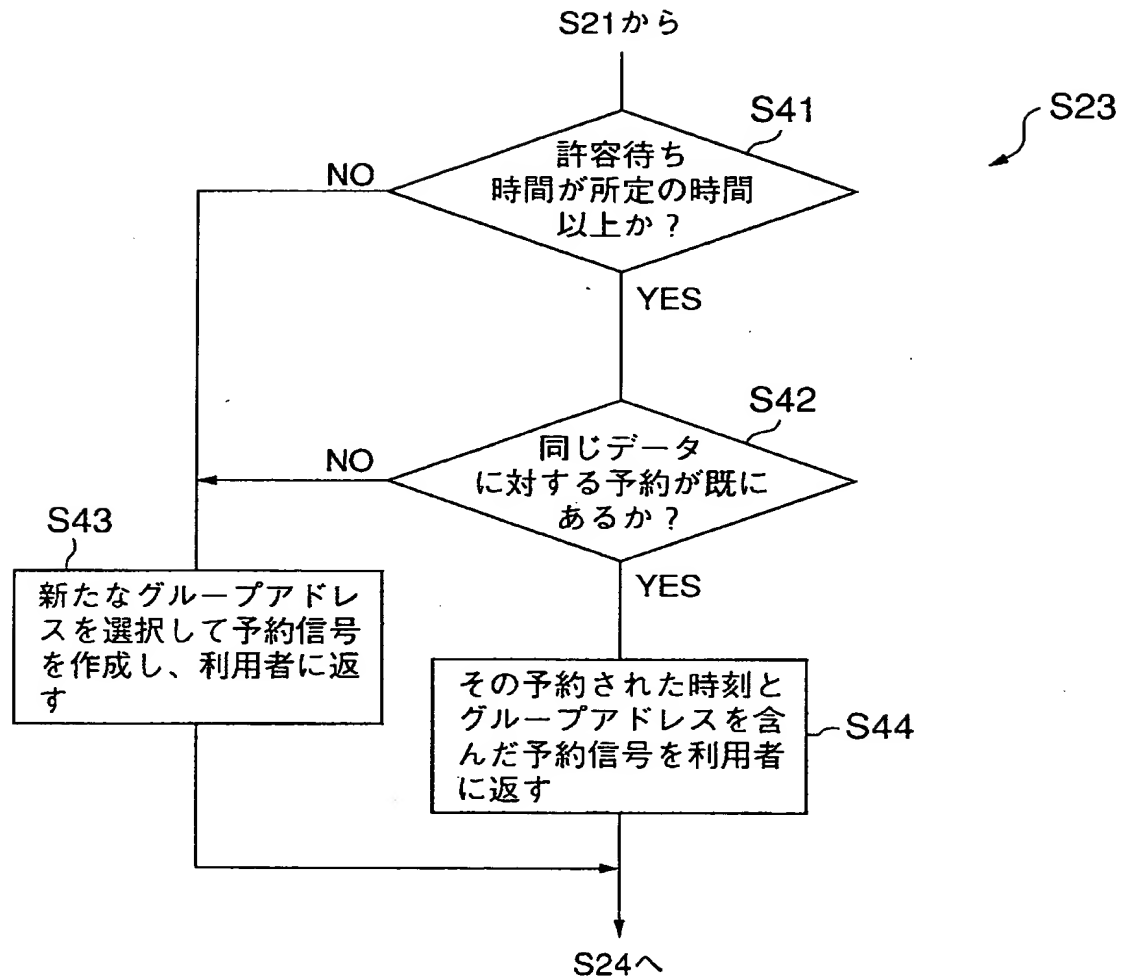 S21から
S41
S23
許容待ち
時間が所定の時間
以上か?
NO
YES
S42
同じデータ
に対する予約が既に
あるか?
NO
YES
S43
新たなグループアドレ
スを選択して予約信号
を作成し、利用者に返
す
その予約された時刻と
グループアドレスを含
んだ予約信号を利用者
に返す
S44
S24へ